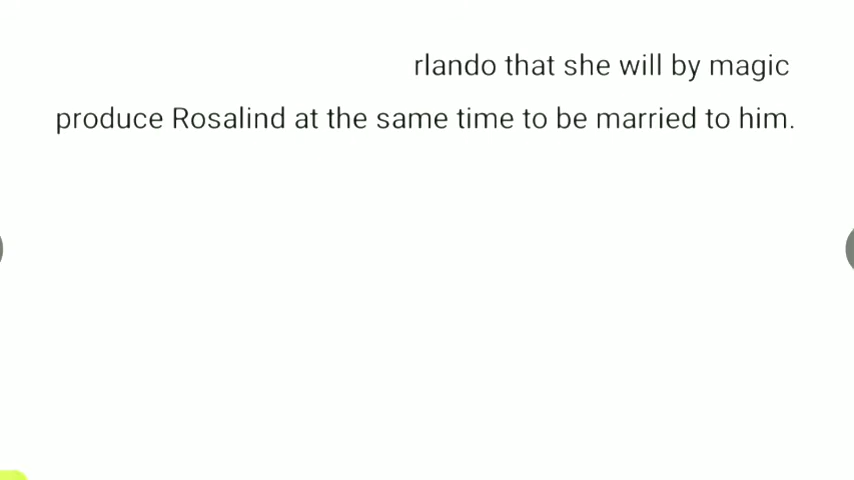 rlando that she will by magic
produce Rosalind at the same time to be married to him.